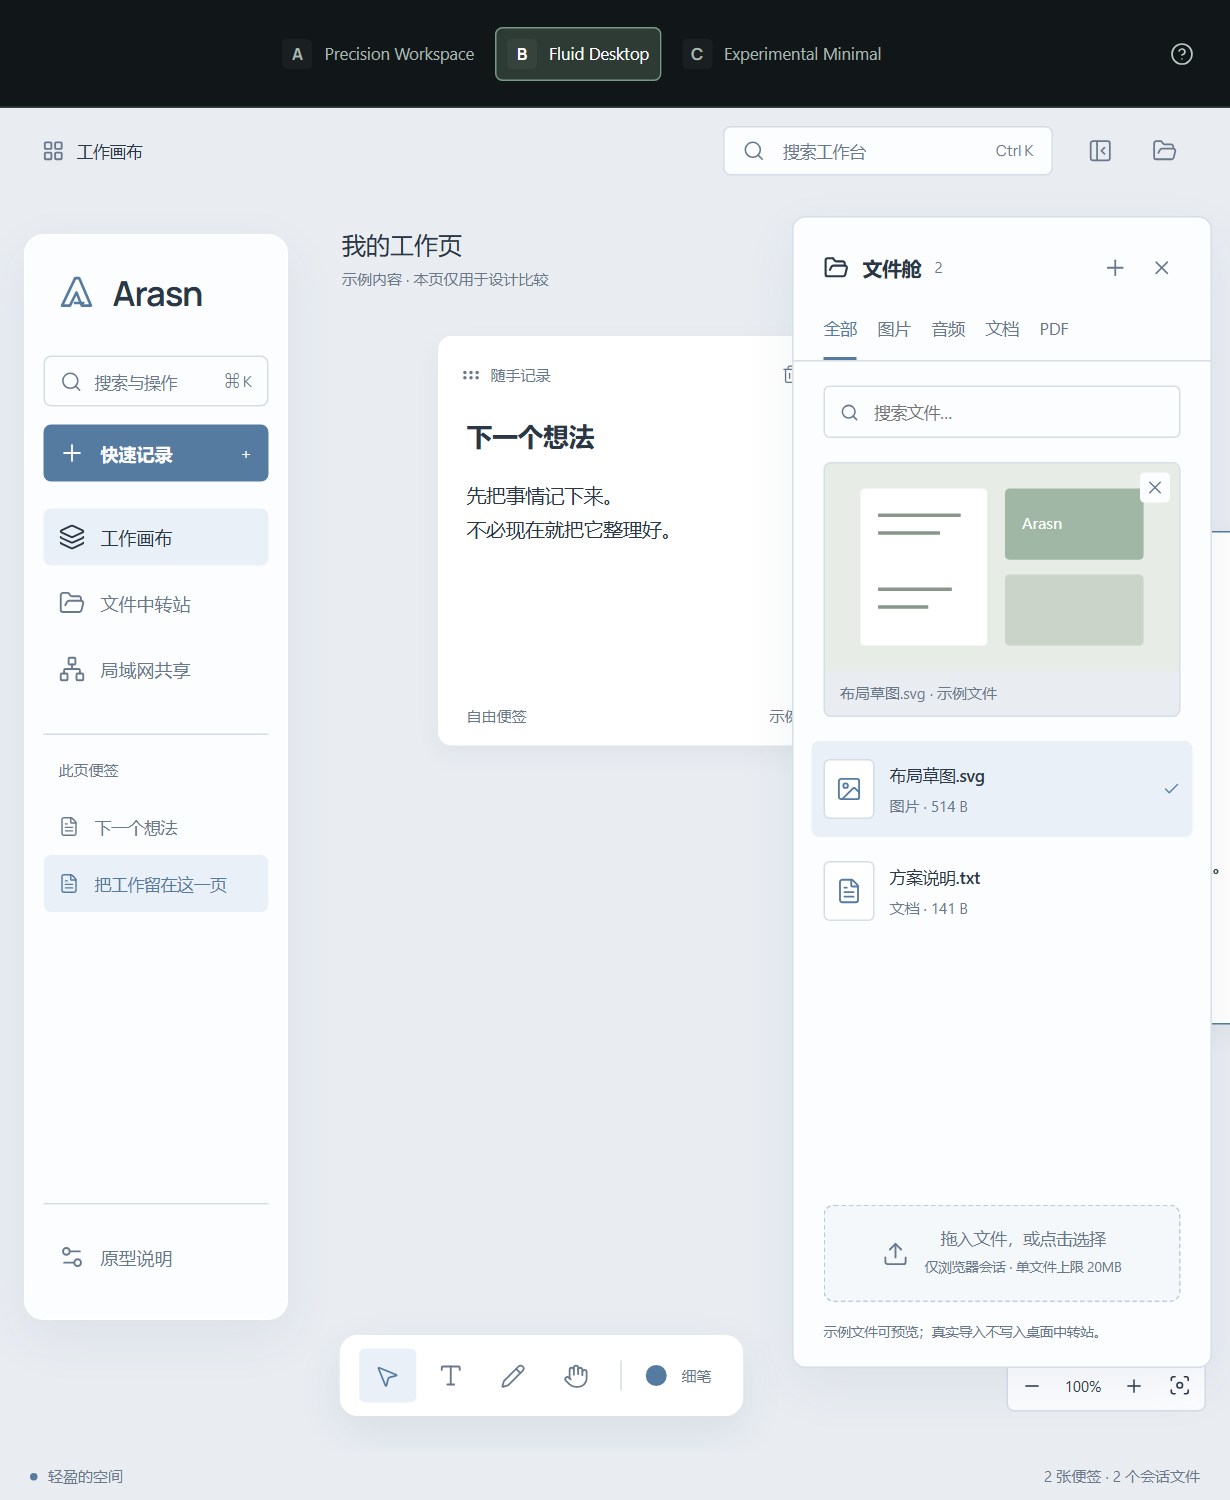 A Precision Workspace
B Fluid Desktop
C Experimental Minimal
工作画布
搜索工作台 Ctrl K
Arasn
搜索与操作 ⌘ K
快速记录 +
工作画布
文件中转站
局域网共享
此页便签
下一个想法
把工作留在这一页
原型说明
我的工作页
示例内容 · 本页仅用于设计比较
随手记录
下一个想法
先把事情记下来。
不必现在就把它整理好。
自由便签
细笔
文件舱 2
全部 图片 音频 文档 PDF
搜索文件...
Arasn
布局草图.svg · 示例文件
布局草图.svg
图片 · 514 B
方案说明.txt
文档 · 141 B
拖入文件，或点击选择
仅浏览器会话 · 单文件上限 20MB
示例文件可预览；真实导入不写入桌面中转站。
。
100%
轻盈的空间
2 张便签 · 2 个会话文件